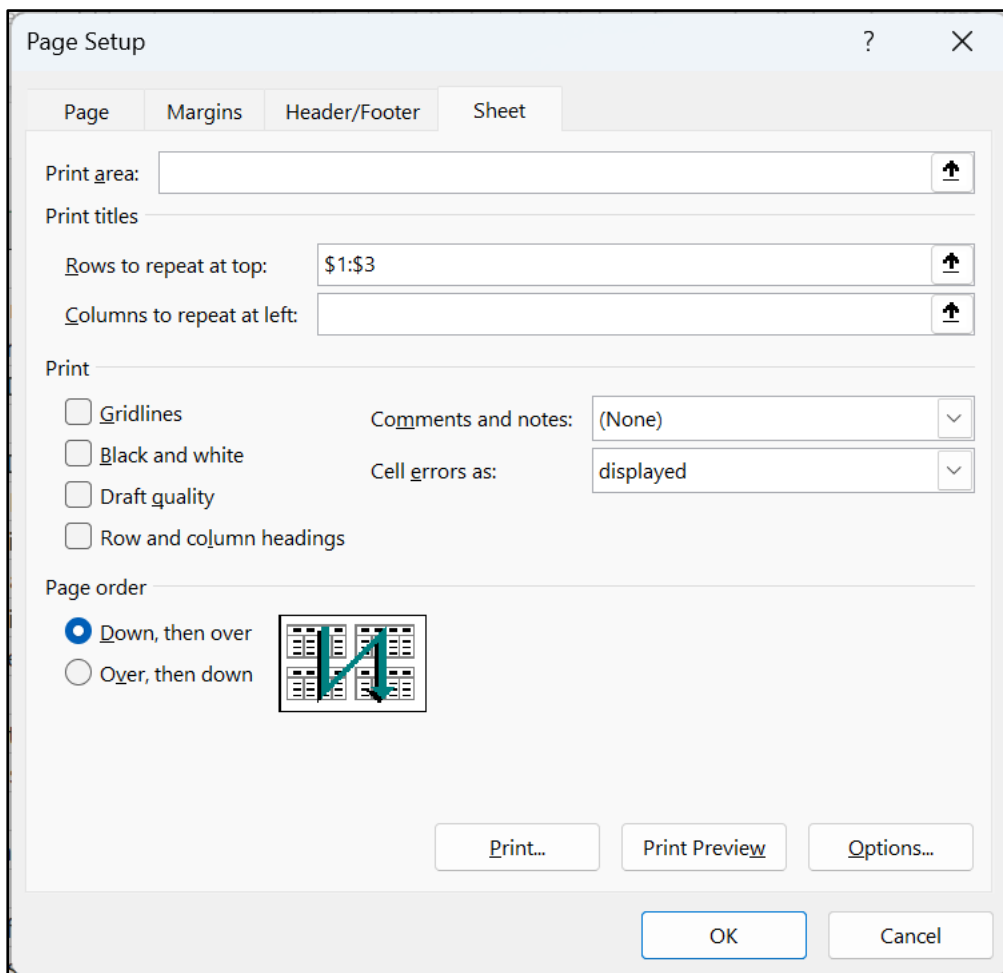 Page Setup ?
Page Margins Header/Footer Sheet
Print area:
Print titles
Rows to repeat at top: $1:$3
Columns to repeat at left:
Print
Gridlines
Comments and notes: (None)
Black and white
Cell errors as: displayed
Draft quality
Row and column headings
Page order
Down, then over
Over, then down
Print... Print Preview Options...
OK Cancel